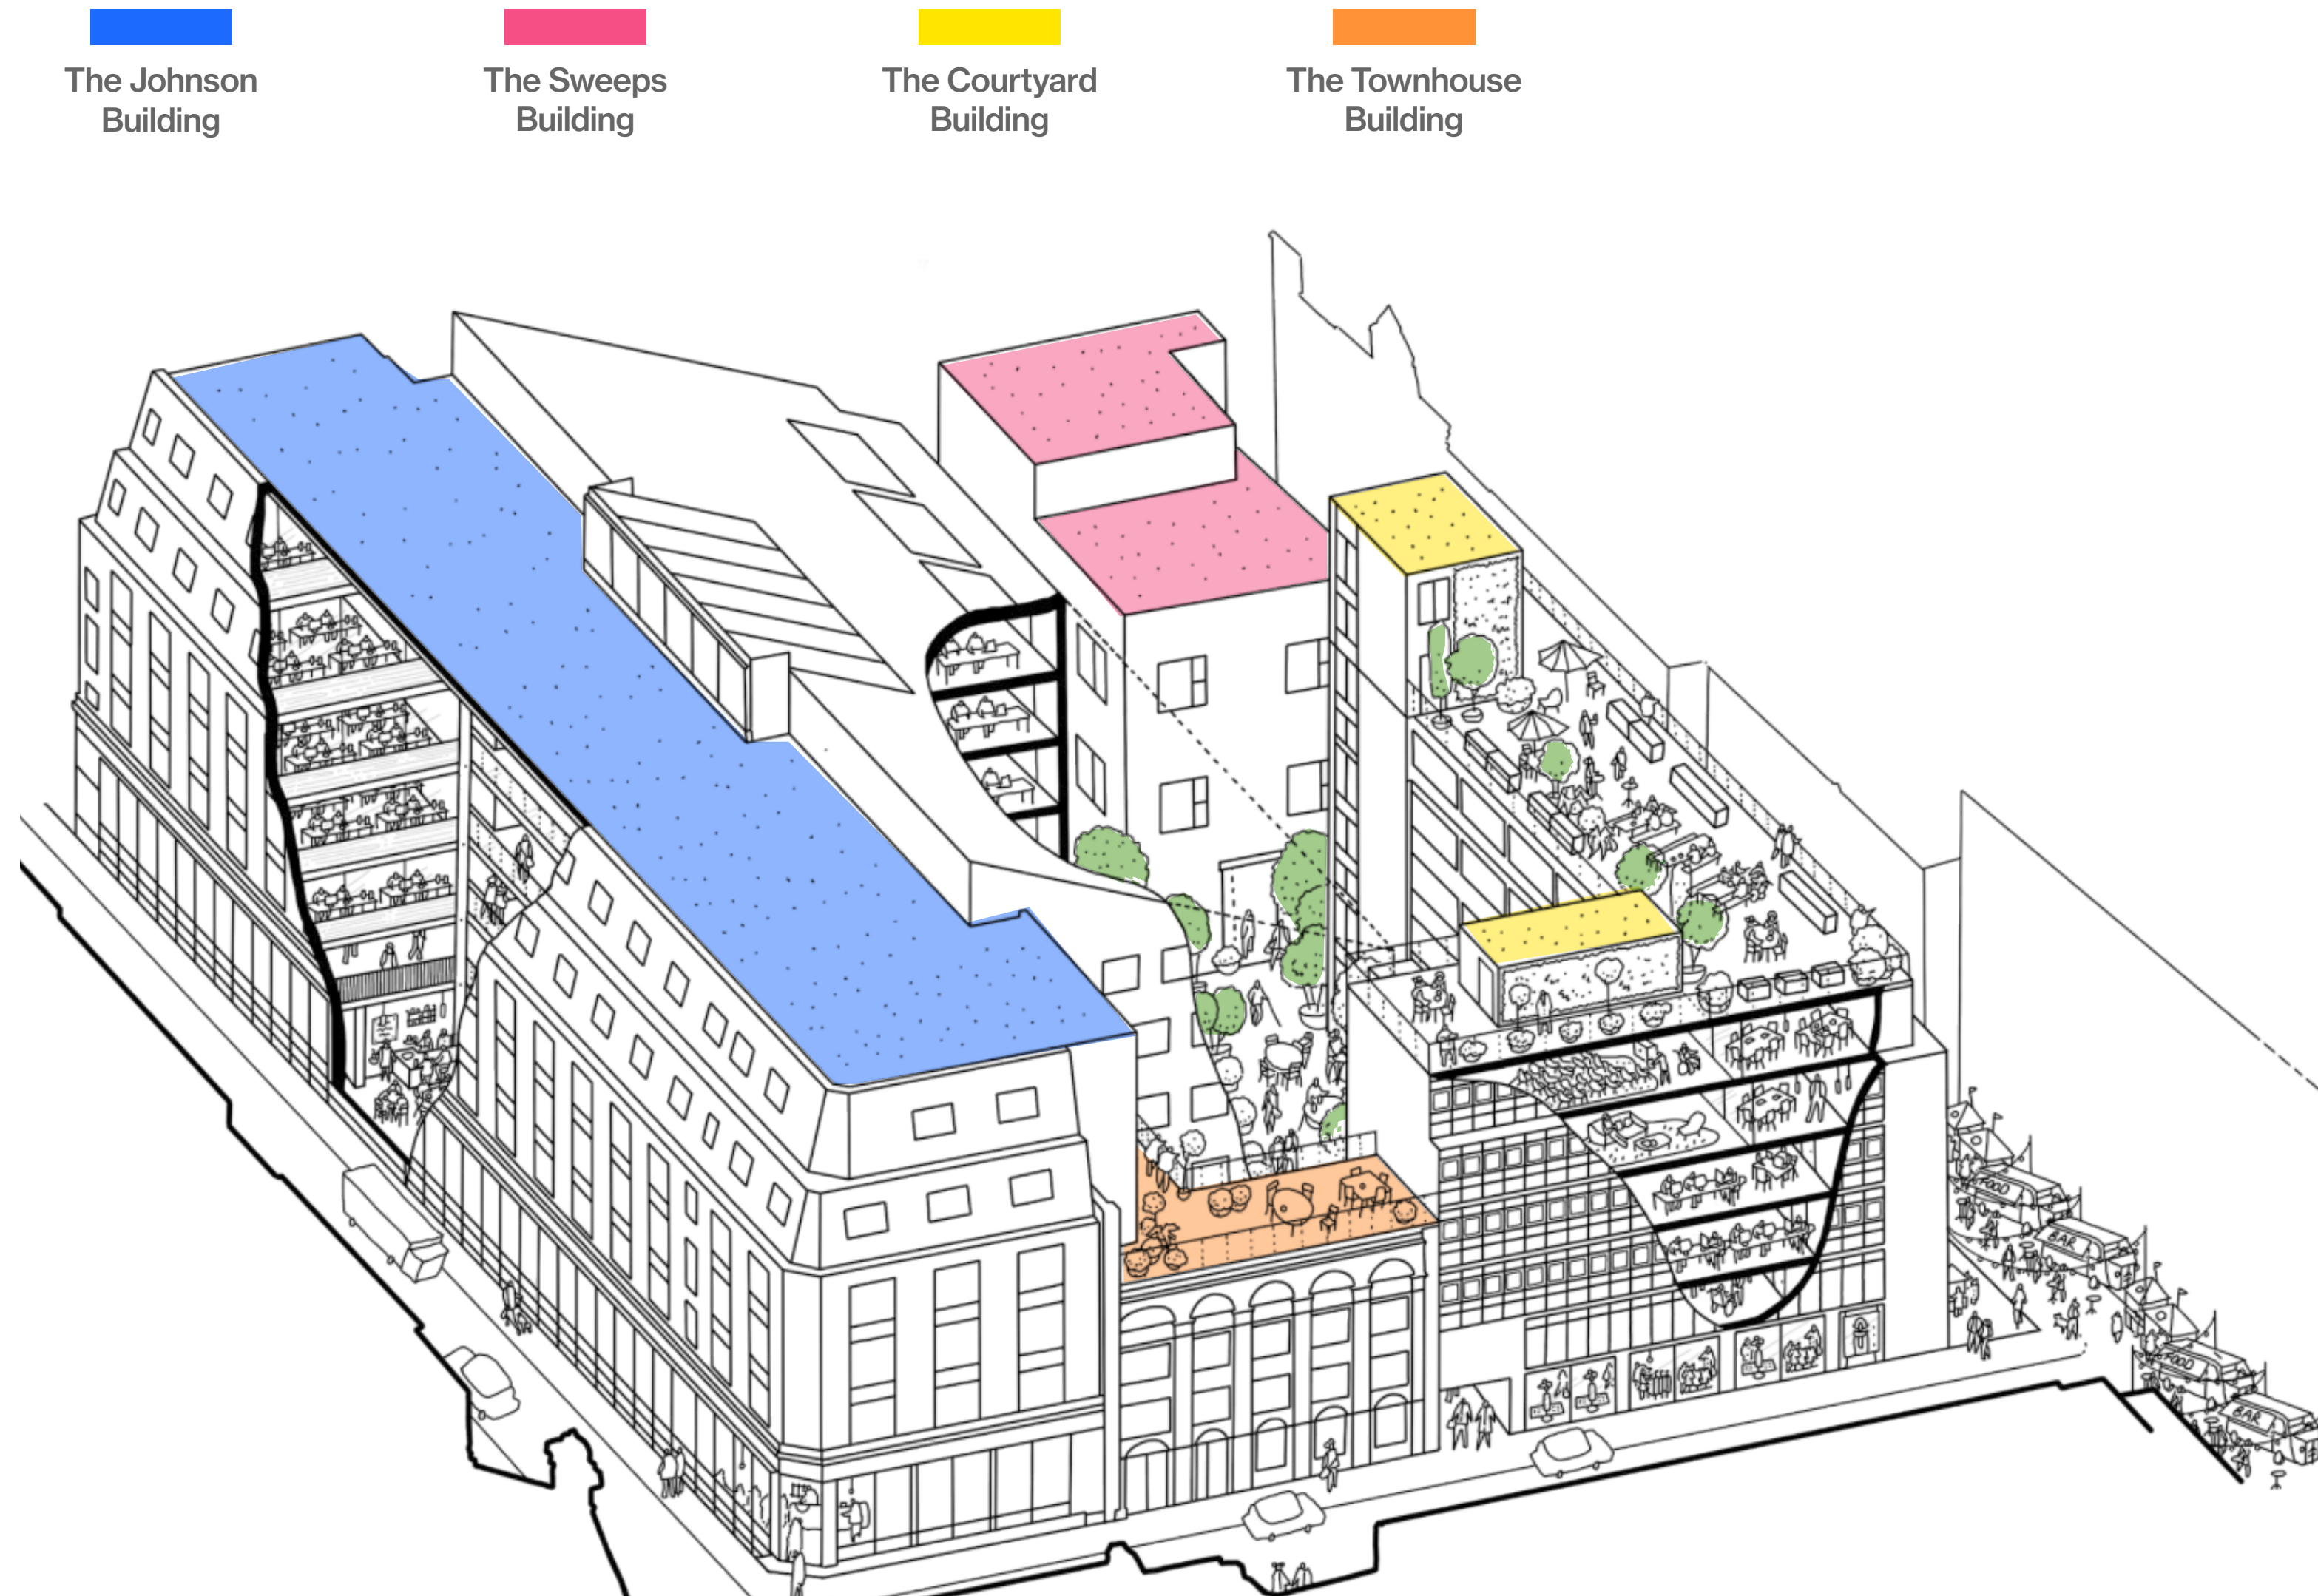 The Johnson
Building
The Sweeps
Building
The Courtyard
Building
The Townhouse
Building
FOOD
BAR
FOOD
BAR